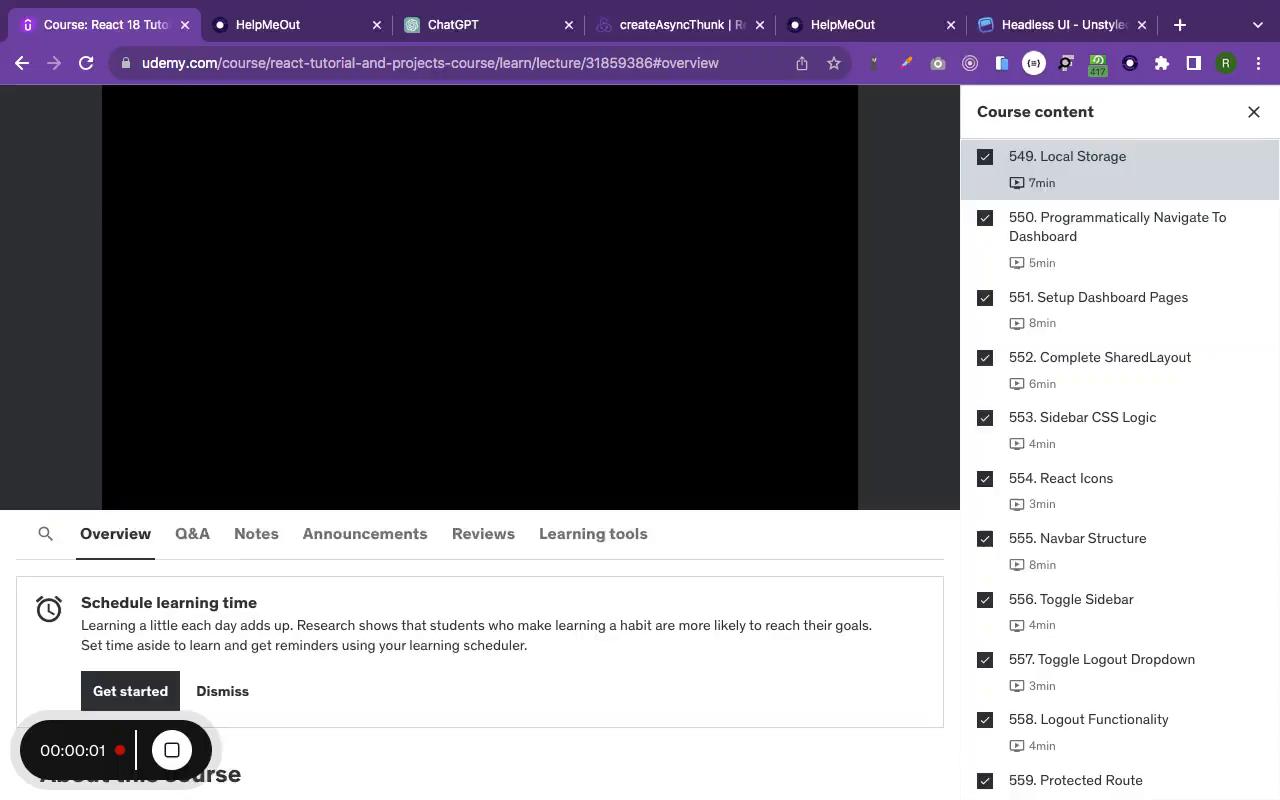 Course: React 18 Tuto
HelpMeOut
ChatGPT
createAsyncThunk | R
HelpMeOut
Headless UI - Unstyle
udemy.com/course/react-tutorial-and-projects-course/learn/lecture/31859386#overview
417
R
Course content
549. Local Storage
7min
550. Programmatically Navigate To
Dashboard
5min
551. Setup Dashboard Pages
8min
552. Complete SharedLayout
6min
553. Sidebar CSS Logic
4min
554. React Icons
3min
555. Navbar Structure
8min
556. Toggle Sidebar
4min
557. Toggle Logout Dropdown
3min
558. Logout Functionality
4min
559. Protected Route
Overview
Q&A
Notes
Announcements
Reviews
Learning tools
Schedule learning time
Learning a little each day adds up. Research shows that students who make learning a habit are more likely to reach their goals.
Set time aside to learn and get reminders using your learning scheduler.
Get started
Dismiss
00:00:01
About this course